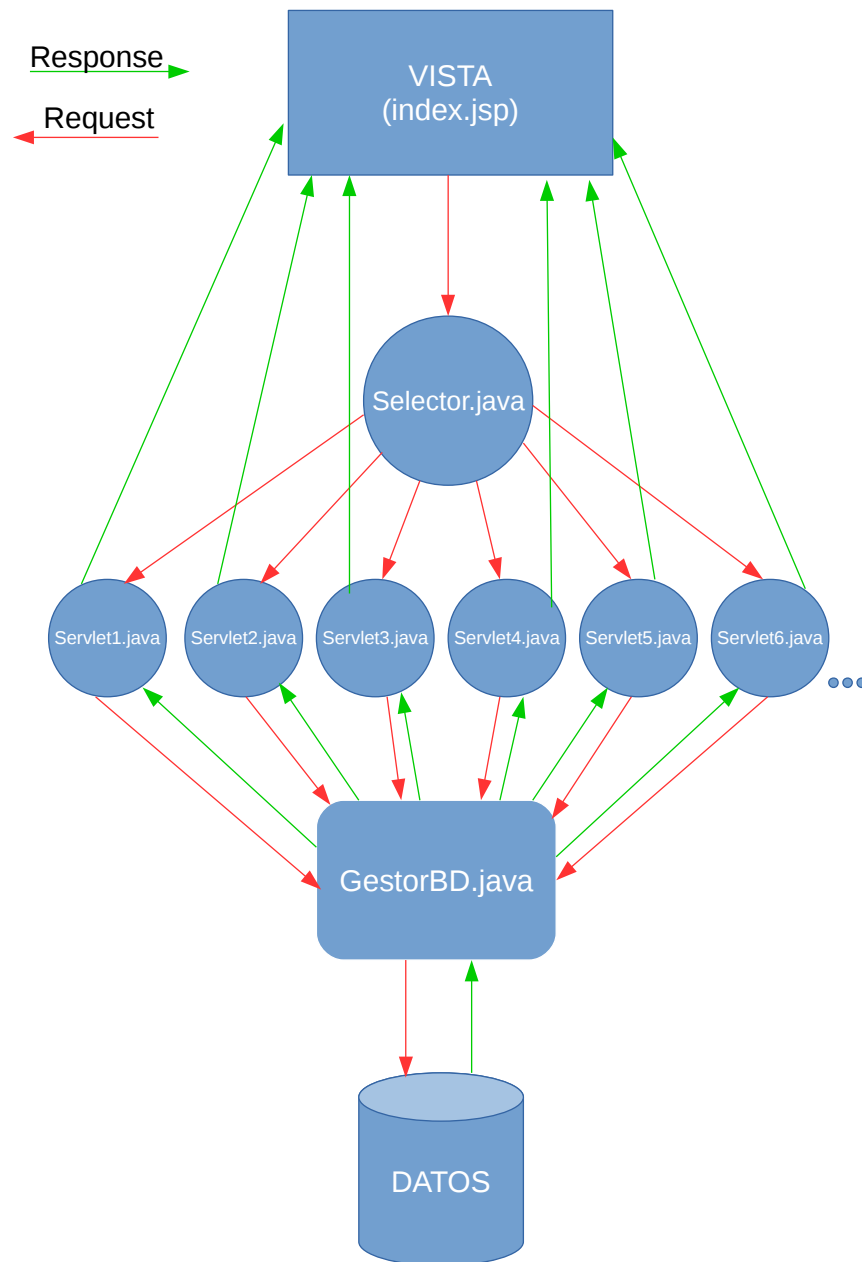 Response
Request
VISTA
(index.jsp)
Selector.java
Servlet1.java
Servlet2.java
Servlet3.java
Servlet4.java
Servlet5.java
Servlet6.java
GestorBD.java
DATOS